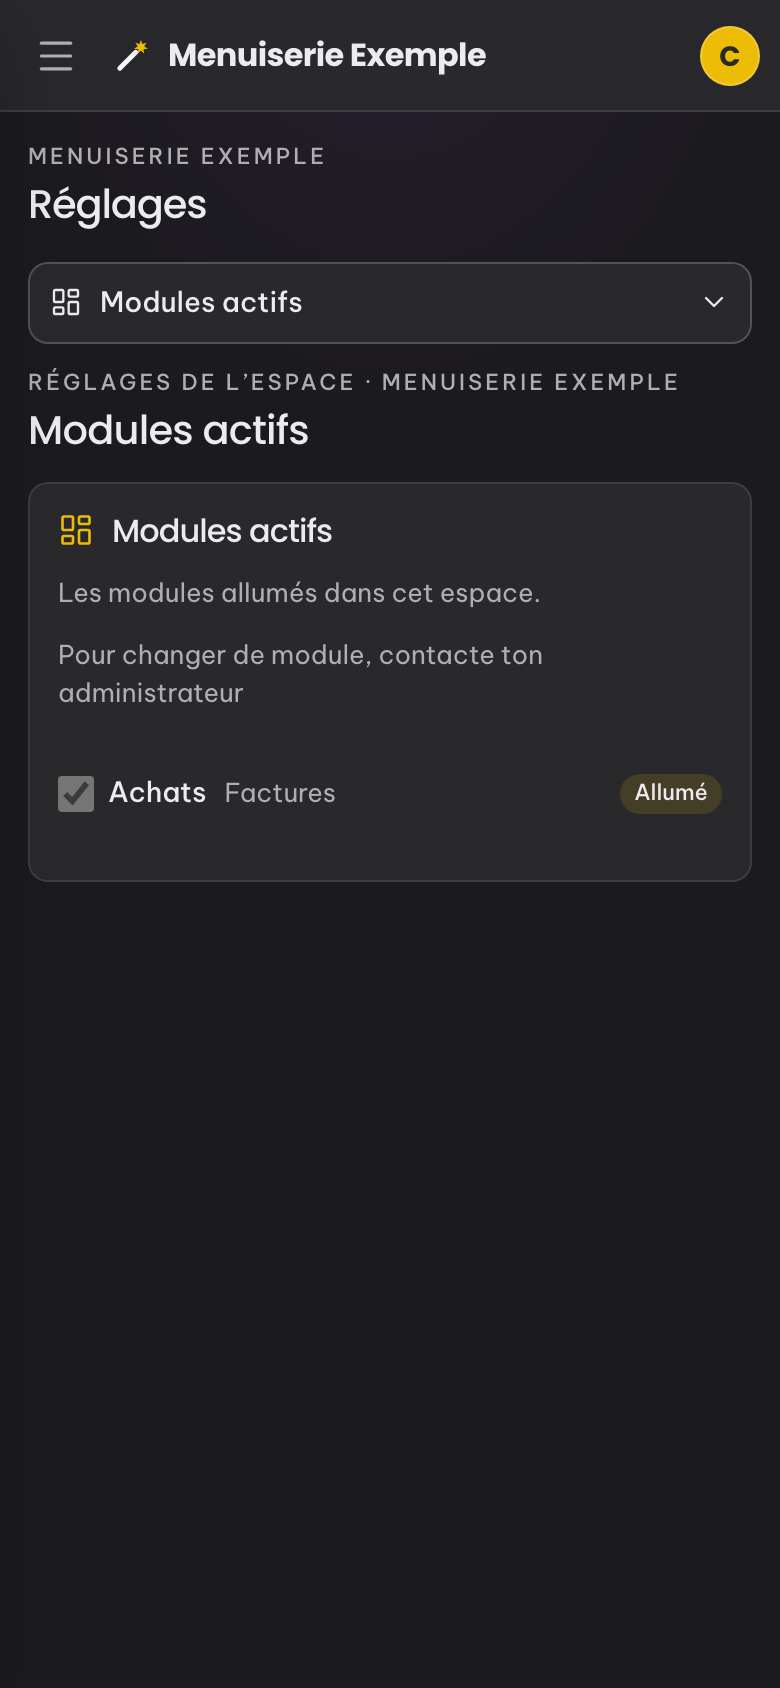 Menuiserie Exemple
C
MENUISERIE EXEMPLE
Réglages
Modules actifs
RÉGLAGES DE L’ESPACE · MENUISERIE EXEMPLE
Modules actifs
Modules actifs
Les modules allumés dans cet espace.
Pour changer de module, contacte ton
administrateur
Achats Factures Allumé